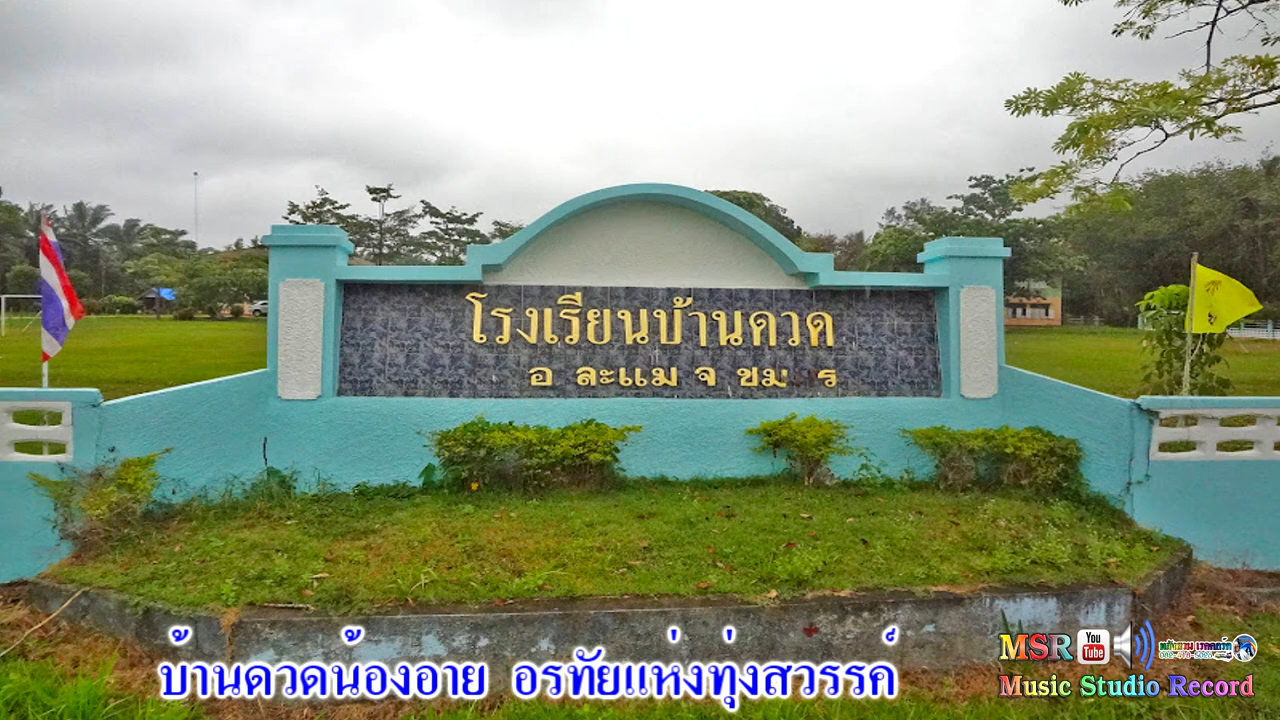 โรงเรียนบ้านดวด
อ ละแม จ ชม ร
บ้านดวดน้องอาย อรทัยแห่งทุ่งสวรรค์
MSR You Tube
Music Studio Record